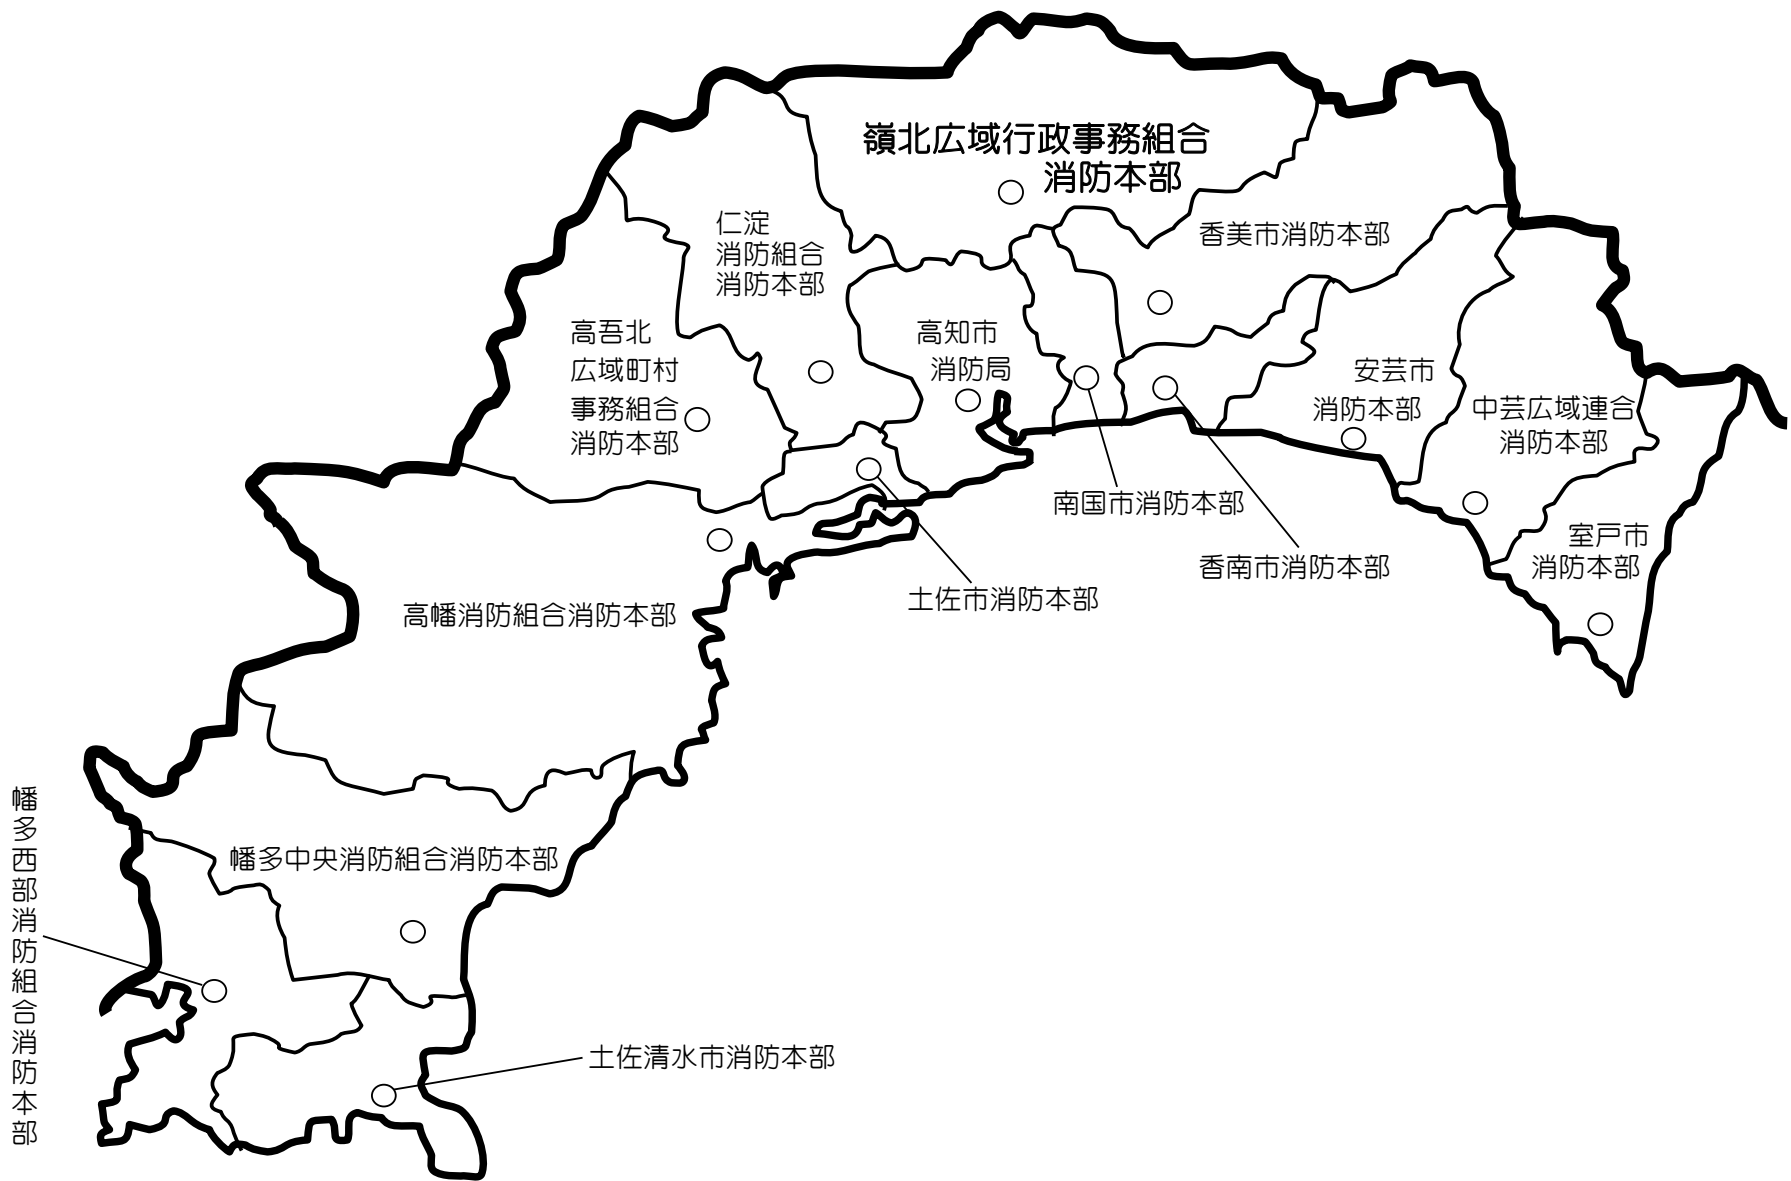 嶺北広域行政事務組合
消防本部
仁淀
消防組合
消防本部
香美市消防本部
高吾北
広域町村
事務組合
消防本部
高知市
消防局
安芸市
消防本部
中芸広域連合
消防本部
南国市消防本部
香南市消防本部
室戸市
消防本部
土佐市消防本部
高幡消防組合消防本部
幡多中央消防組合消防本部
幡多西部消防組合消防本部
土佐清水市消防本部